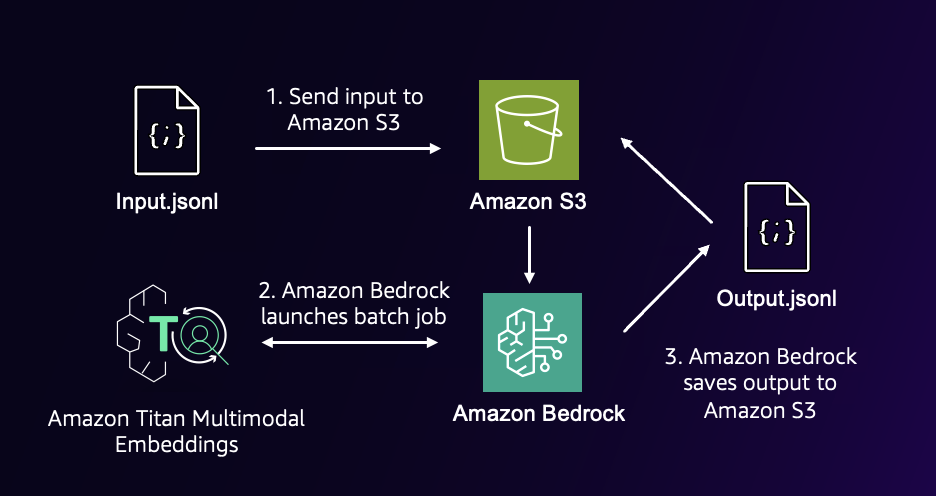 1. Send input to
Amazon S3
{;}
Input.jsonl
Amazon S3
{;}
Output.jsonl
2. Amazon Bedrock
launches batch job
T
Amazon Titan Multimodal
Embeddings
Amazon Bedrock
3. Amazon Bedrock
saves output to
Amazon S3